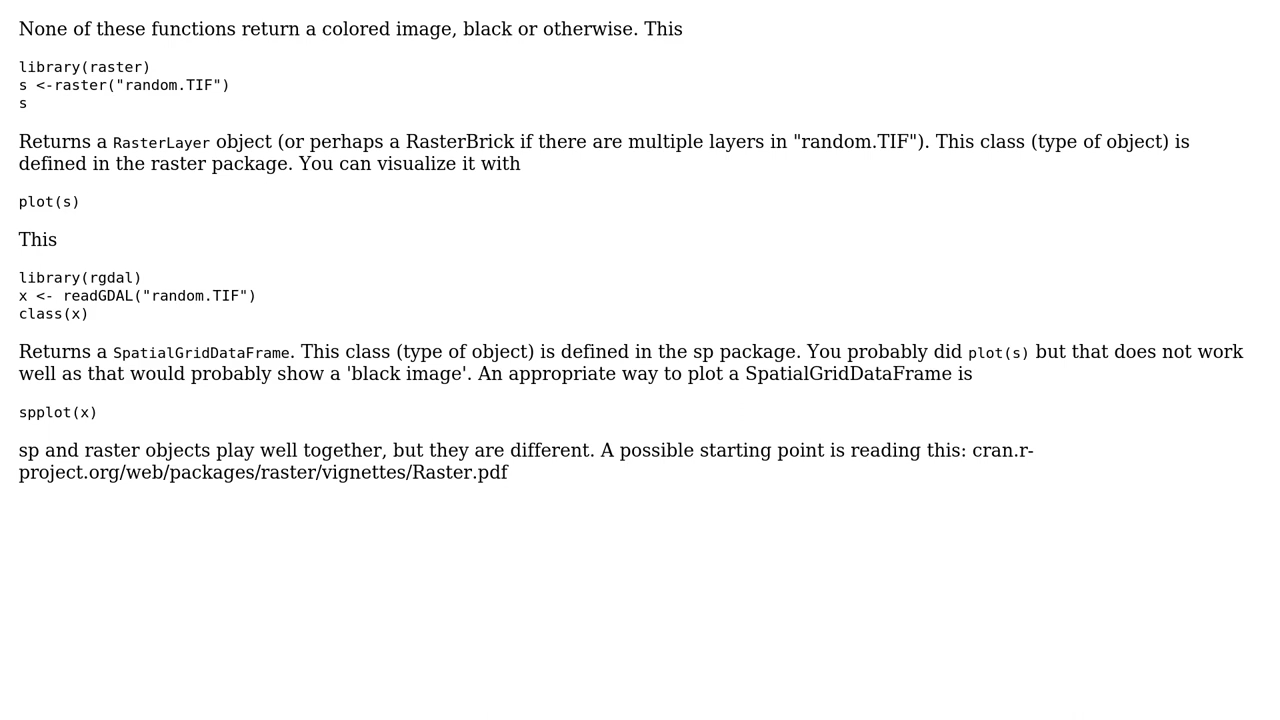 None of these functions return a colored image, black or otherwise. This
library(raster)
s <-raster("random.TIF")
s
Returns a RasterLayer object (or perhaps a RasterBrick if there are multiple layers in "random.TIF"). This class (type of object) is
defined in the raster package. You can visualize it with
plot(s)
This
library(rgdal)
x <- readGDAL("random.TIF")
class(x)
Returns a SpatialGridDataFrame. This class (type of object) is defined in the sp package. You probably did plot(s) but that does not work
well as that would probably show a 'black image'. An appropriate way to plot a SpatialGridDataFrame is
spplot(x)
sp and raster objects play well together, but they are different. A possible starting point is reading this: cran.r-
project.org/web/packages/raster/vignettes/Raster.pdf